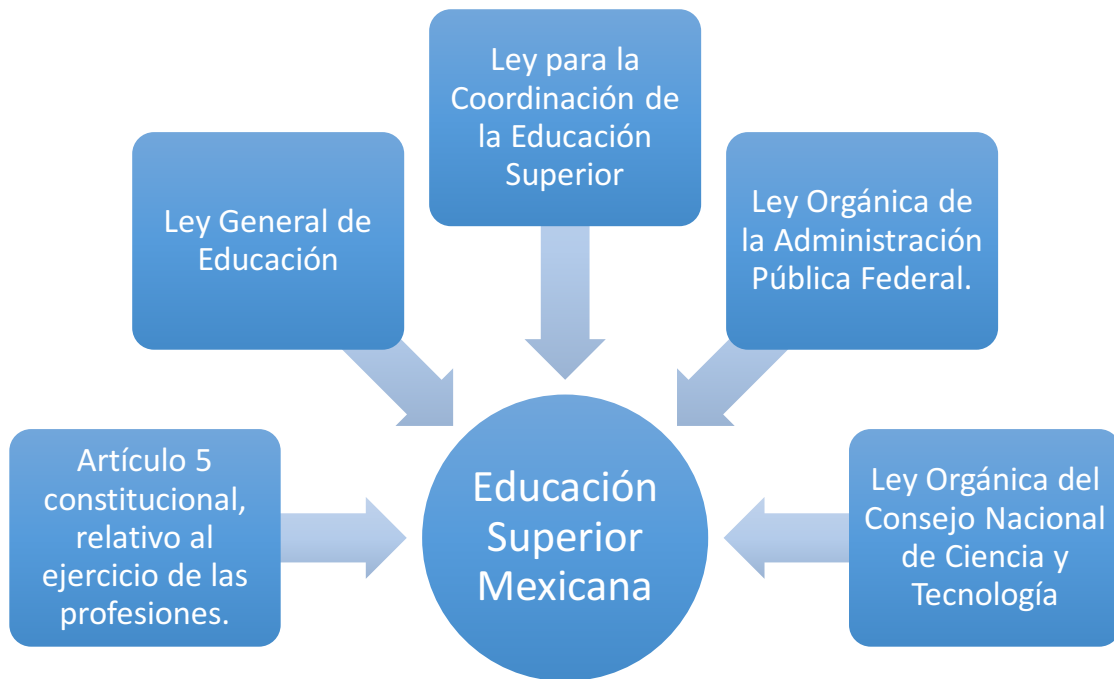 Ley para la
Coordinación de
la Educación
Superior
Ley General de
Educación
Ley Orgánica de
la Administración
Pública Federal.
Artículo 5
constitucional,
relativo al
ejercicio de las
profesiones.
Educación
Superior
Mexicana
Ley Orgánica del
Consejo Nacional
de Ciencia y
Tecnología